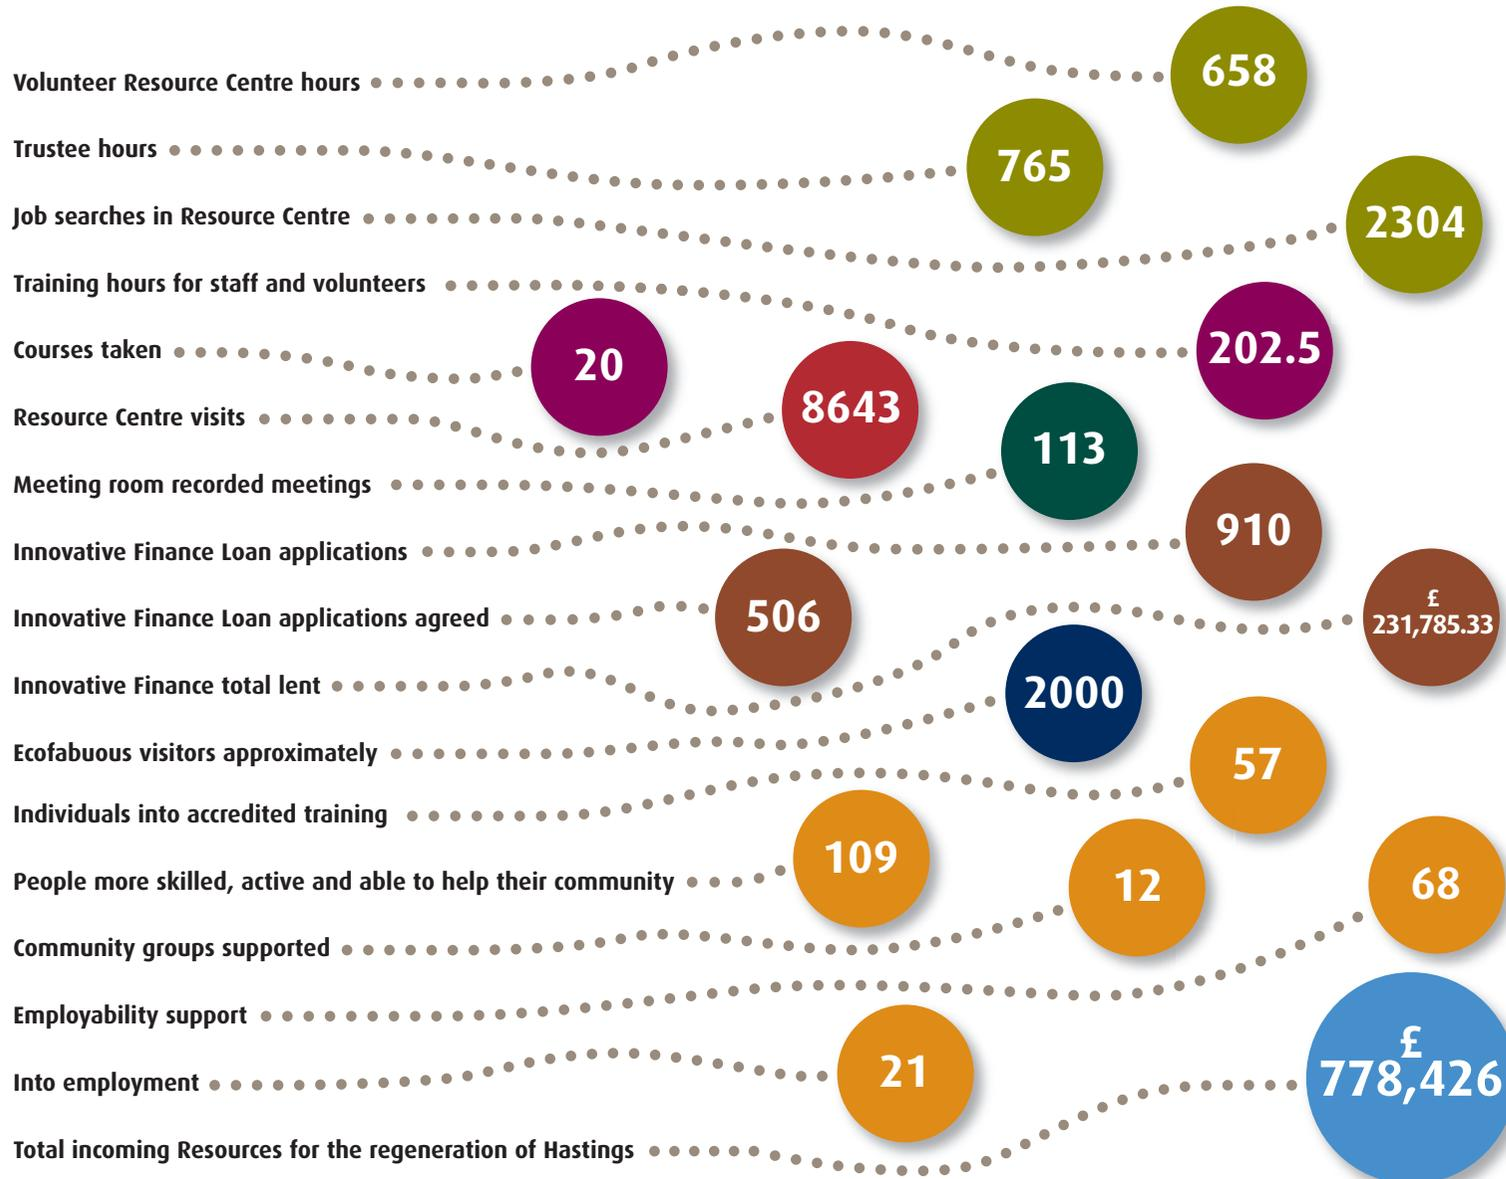 Volunteer Resource Centre hours 658
Trustee hours 765
Job searches in Resource Centre 2304
Training hours for staff and volunteers 202.5
Courses taken 20
Resource Centre visits 8643
Meeting room recorded meetings 113
Innovative Finance Loan applications 910
Innovative Finance Loan applications agreed 506
Innovative Finance total lent £ 231,785.33
Ecofabuous visitors approximately 2000
Individuals into accredited training 57
People more skilled, active and able to help their community 109
Community groups supported 12
Employability support 68
Into employment 21
Total incoming Resources for the regeneration of Hastings £ 778,426